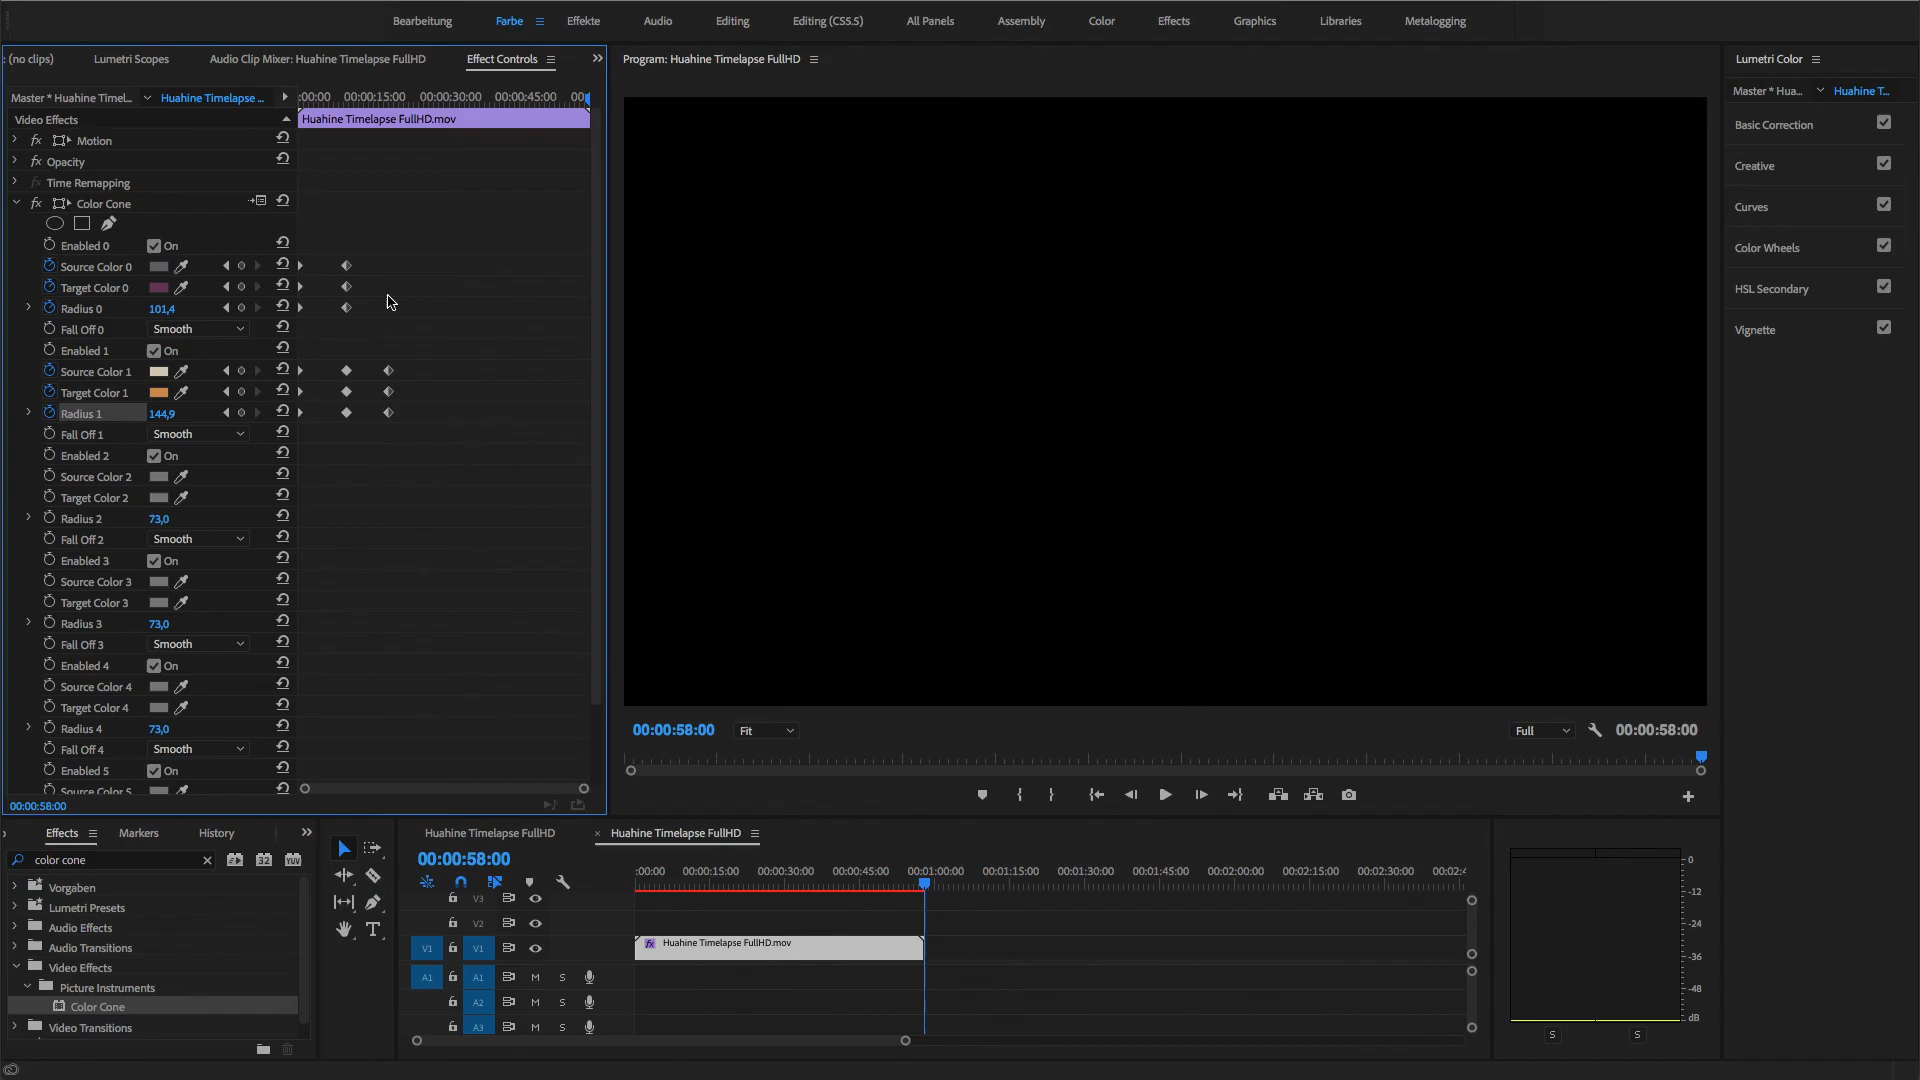 Bearbeitung Farbe Effekte Audio Editing Editing (CS5.5) All Panels Assembly Color Effects Graphics Libraries Metalogging
: (no clips) Lumetri Scopes Audio Clip Mixer: Huahine Timelapse FullHD Effect Controls
Master * Huahine Timel... Huahine Timelapse ...
:00:00 00:00:15:00 00:00:30:00 00:00:45:00 00:
Video Effects
Huahine Timelapse FullHD.mov
fx Motion
fx Opacity
fx Time Remapping
fx Color Cone
Enabled 0 On
Source Color 0
Target Color 0
Radius 0 101,4
Fall Off 0 Smooth
Enabled 1 On
Source Color 1
Target Color 1
Radius 1 144,9
Fall Off 1 Smooth
Enabled 2 On
Source Color 2
Target Color 2
Radius 2 73,0
Fall Off 2 Smooth
Enabled 3 On
Source Color 3
Target Color 3
Radius 3 73,0
Fall Off 3 Smooth
Enabled 4 On
Source Color 4
Target Color 4
Radius 4 73,0
Fall Off 4 Smooth
Enabled 5 On
Source Color 5
00:00:58:00
Program: Huahine Timelapse FullHD
00:00:58:00 Fit Full 00:00:58:00
Lumetri Color
Master * Hua... Huahine T...
Basic Correction
Creative
Curves
Color Wheels
HSL Secondary
Vignette
Effects Markers History
color cone 32 YUV
Vorgaben
Lumetri Presets
Audio Effects
Audio Transitions
Video Effects
Picture Instruments
Color Cone
Video Transitions
T
Huahine Timelapse FullHD × Huahine Timelapse FullHD
00:00:58:00
:00:00 00:00:15:00 00:00:30:00 00:00:45:00 00:01:00:00 00:01:15:00 00:01:30:00 00:01:45:00 00:02:00:00 00:02:15:00 00:02:30:00 00:02:4
V3
V2
V1 V1 fx Huahine Timelapse FullHD.mov
A1 A1 M S
A2 M S
A3 M S
0
-12
-24
-36
-48
dB
S S